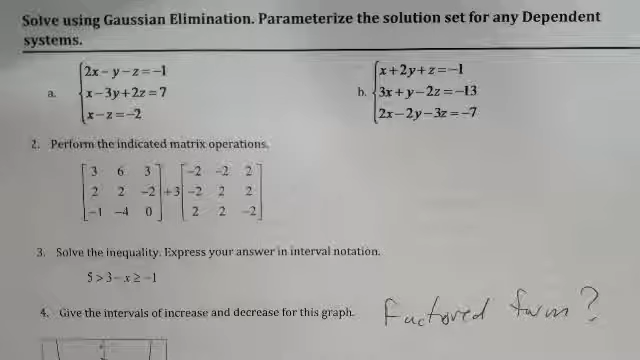 Solve using Gaussian Elimination. Parameterize the solution set for any Dependent
systems.
a. 2x – y – z = –1
x – 3y + 2z = 7
x – z = –2
b. x + 2y + z = –1
3x + y – 2z = –13
2x – 2y – 3z = –7
2. Perform the indicated matrix operations.
3 6 3 -2 -2 2
2 2 -2 +3 -2 2 2
-1 -4 0 2 2 -2
3. Solve the inequality. Express your answer in interval notation.
5 > 3 – x ≥ –1
4. Give the intervals of increase and decrease for this graph.
Factored form?